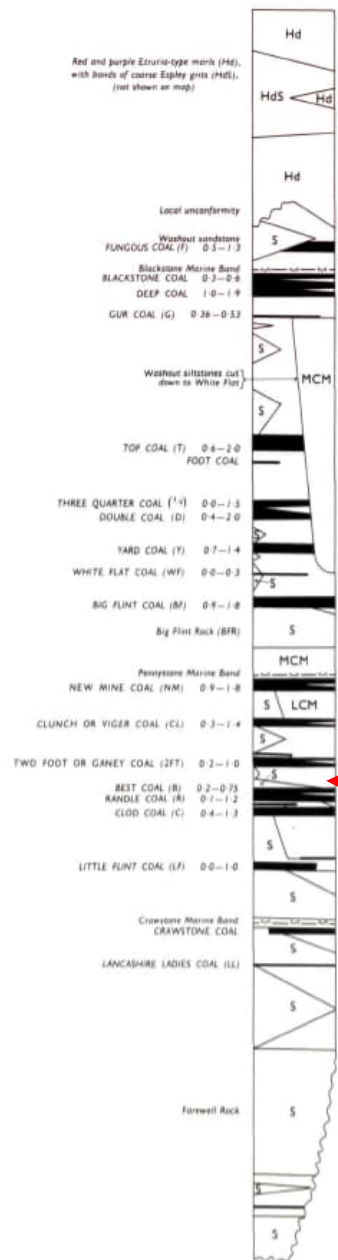 Hd
Red and purple Etruria-type marls (Hd),
with bands of coarse Espley grits (HdS),
(not shown on map)
HdS
Hd
Hd
Local unconformity
Washout sandstone
S
FUNGOUS COAL (F) 0·5–1·3
Blackstone Marine Band
BLACKSTONE COAL 0·3–0·6
DEEP COAL 1·0–1·9
GUR COAL (G) 0·36–0·53
S
Washout siltstones cut
down to White Flat
MCM
S
TOP COAL (T) 0·6–2·0
FOOT COAL
THREE QUARTER COAL 0·0–1·5
DOUBLE COAL (D) 0·4–2·0
S
YARD COAL (Y) 0·7–1·4
WHITE FLAT COAL (WF) 0·0–0·3
S
BIG FLINT COAL (BF) 0·9–1·8
Big Flint Rock (BFR)
S
MCM
Pennystone Marine Band
NEW MINE COAL (NM) 0·9–1·8
S
LCM
CLUNCH OR VIGER COAL (CL) 0·3–1·4
S
TWO FOOT OR GANEY COAL (2FT) 0·2–1·0
S
BEST COAL (B) 0·2–0·75
RANDLE COAL (R) 0·7–1·2
CLOD COAL (C) 0·4–1·3
S
LITTLE FLINT COAL (LF) 0·0–1·0
S
Crawstone Marine Band
CRAWSTONE COAL
S
LANCASHIRE LADIES COAL (LL)
S
Farewell Rock
S
S
S